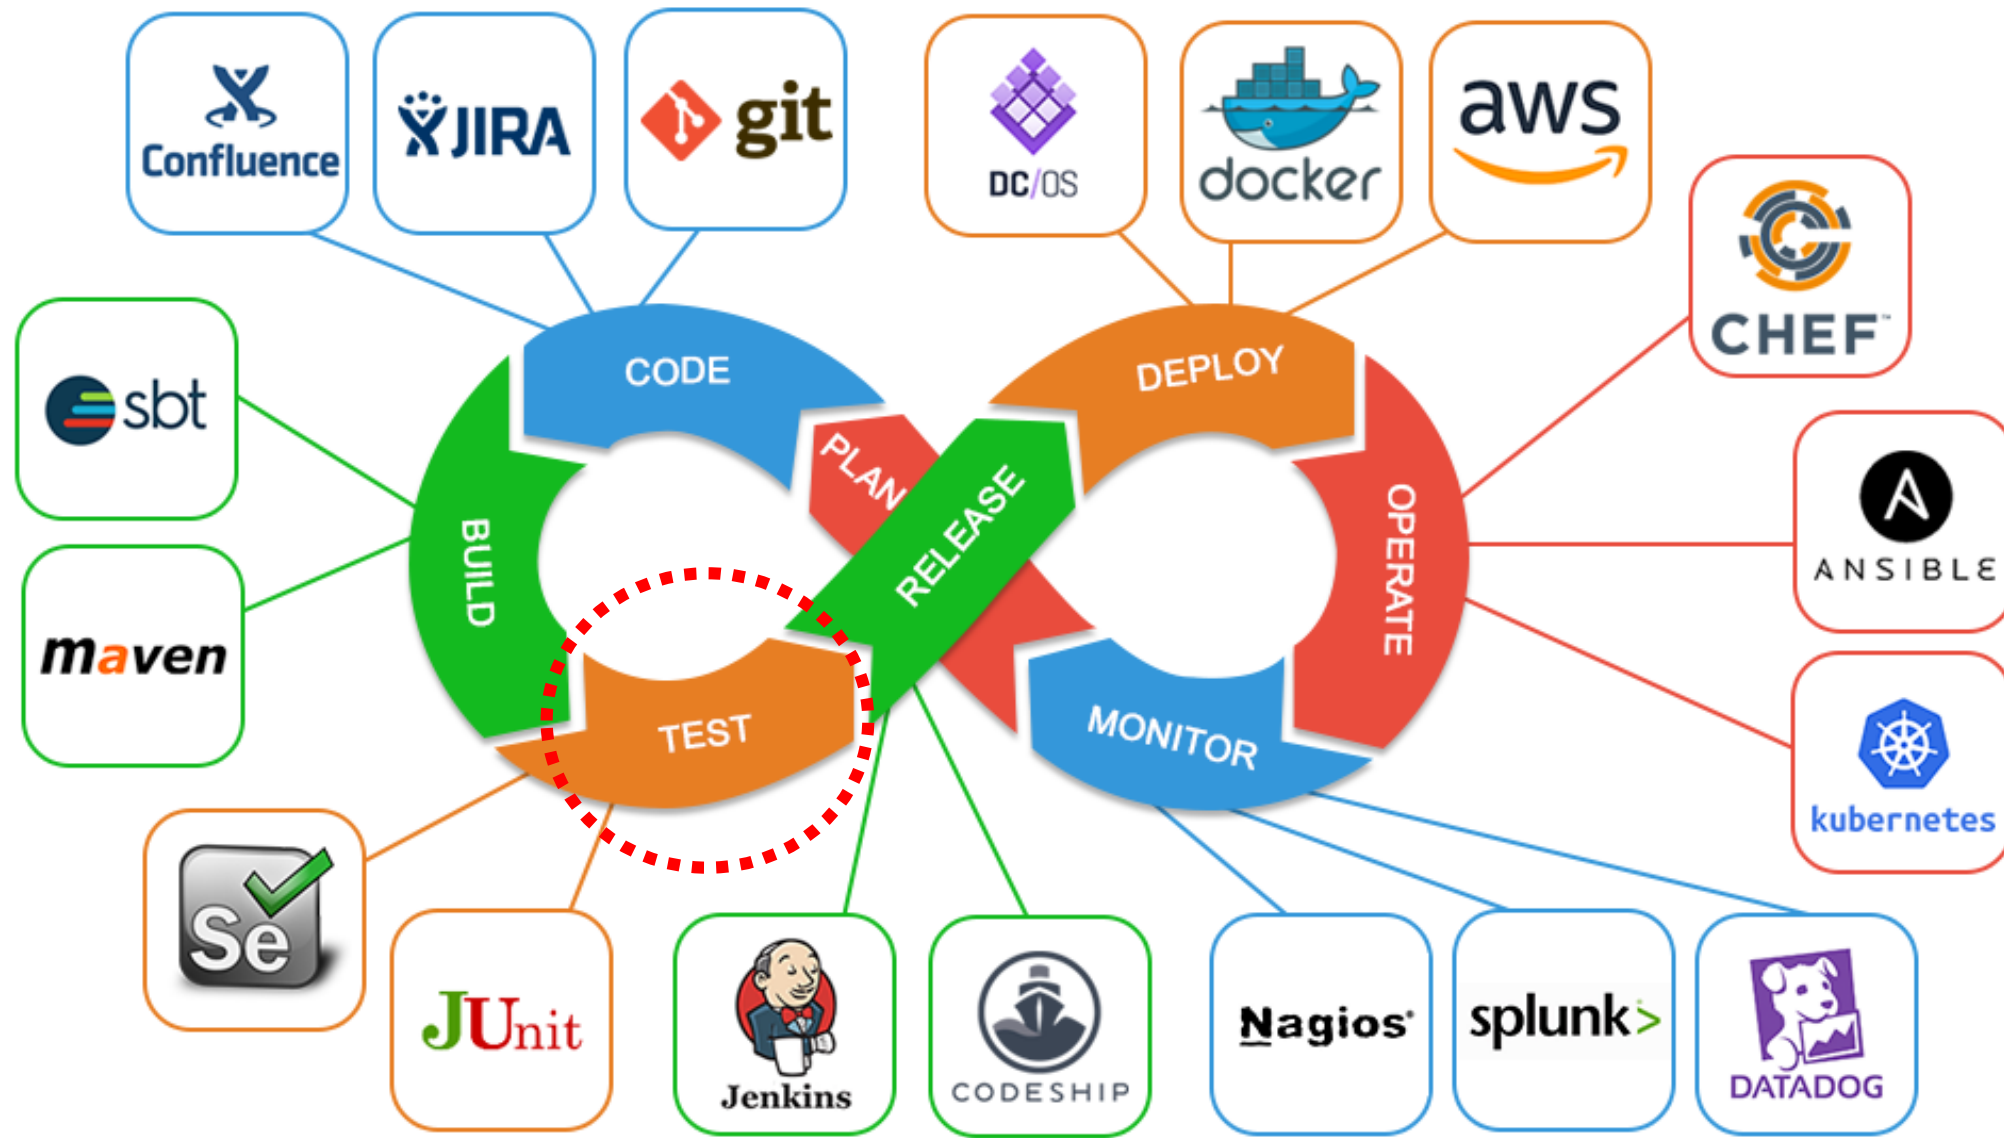 Confluence
JIRA
git
DC/OS
docker
aws
CHEF™
sbt
CODE
DEPLOY
PLAN
RELEASE
BUILD
OPERATE
ANSIBLE
maven
TEST
MONITOR
kubernetes
Se
JUnit
Jenkins
CODESHIP
Nagios®
splunk>
DATADOG